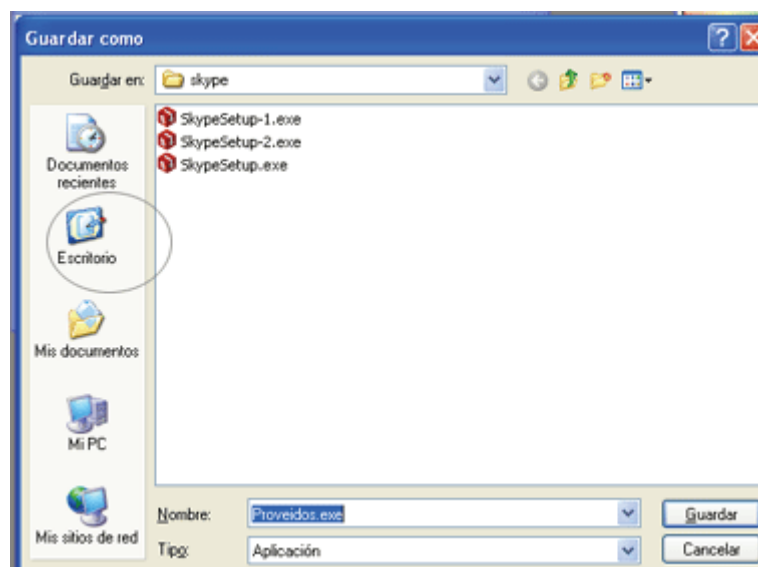 Guardar como
Guardar en:
skype
SkypeSetup-1.exe
SkypeSetup-2.exe
SkypeSetup.exe
Documentos
recientes
Escritorio
Mis documentos
Mi PC
Mis sitios de red
Nombre:
Proveidos.exe
Guardar
Tipo:
Aplicación
Cancelar